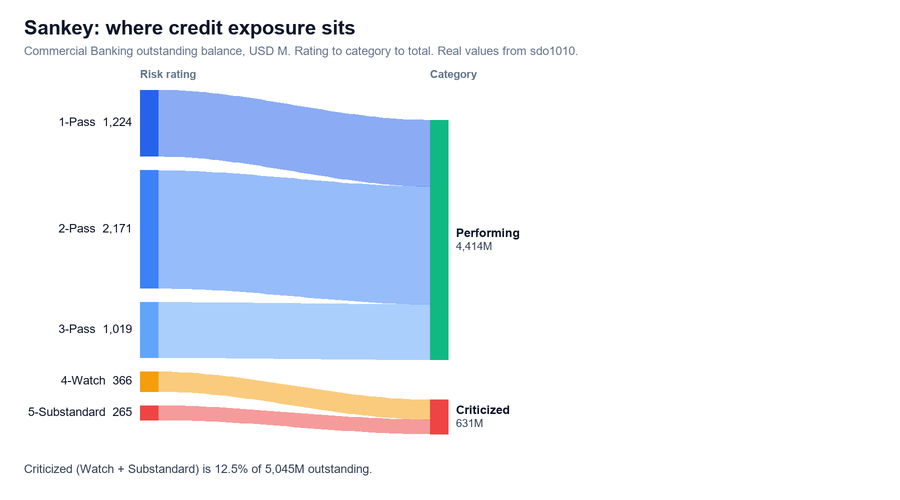 Sankey: where credit exposure sits
Commercial Banking outstanding balance, USD M. Rating to category to total. Real values from sdo1010.
Risk rating
Category
1-Pass 1,224
2-Pass 2,171
3-Pass 1,019
4-Watch 366
5-Substandard 265
Performing
4,414M
Criticized
631M
Criticized (Watch + Substandard) is 12.5% of 5,045M outstanding.